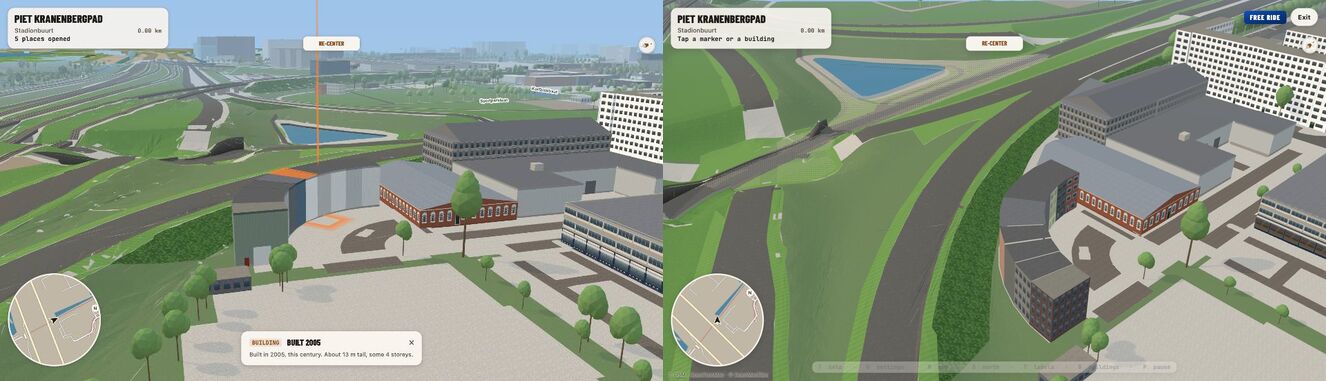 PIET KRANENBERGPAD
Stadionbuurt 0.00 km
5 places opened
RE-CENTER
BUILDING BUILT 2005
Built in 2005, this century. About 13 m tall, some 4 storeys.
PIET KRANENBERGPAD
Stadionbuurt 0.00 km
Tap a marker or a building
RE-CENTER
FREE RIDE Exit